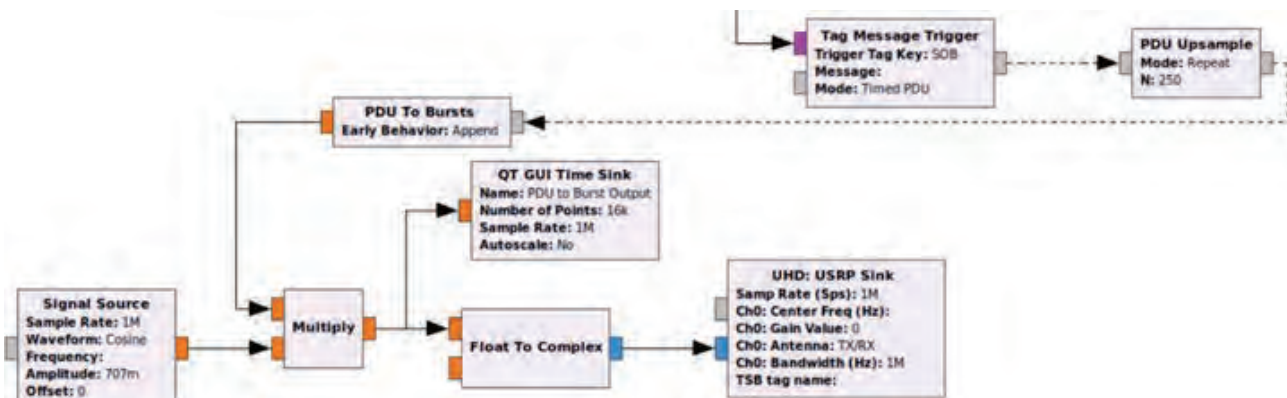 Tag Message Trigger
Trigger Tag Key: SOB
Message:
Mode: Timed PDU
PDU Upsample
Mode: Repeat
N: 250
PDU To Bursts
Early Behavior: Append
QT GUI Time Sink
Name: PDU to Burst Output
Number of Points: 16k
Sample Rate: 1M
Autoscale: No
Signal Source
Sample Rate: 1M
Waveform: Cosine
Frequency:
Amplitude: 707m
Offset: 0
Multiply
Float To Complex
UHD: USRP Sink
Samp Rate (Sps): 1M
Ch0: Center Freq (Hz):
Ch0: Gain Value: 0
Ch0: Antenna: TX/RX
Ch0: Bandwidth (Hz): 1M
TSB tag name: